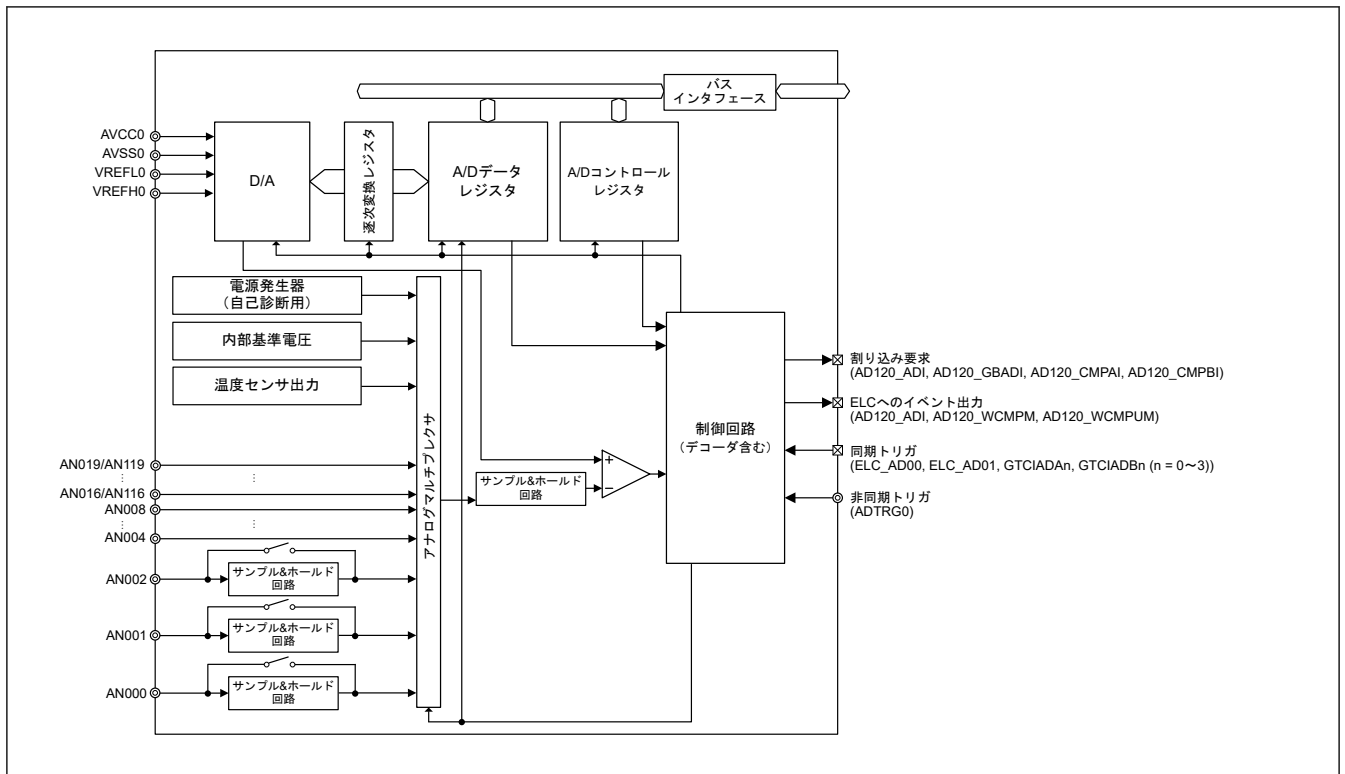 バス
インタフェース
AVCC0
AVSS0
VREFL0
VREFH0
D/A
逐次変換レジスタ
A/Dデータ
レジスタ
A/Dコントロール
レジスタ
電源発生器
（自己診断用）
内部基準電圧
温度センサ出力
アナログマルチプレクサ
AN019/AN119
AN016/AN116
AN008
AN004
AN002
AN001
AN000
サンプル&ホールド
回路
サンプル&ホールド
回路
サンプル&ホールド
回路
サンプル&ホールド
回路
+
−
制御回路
（デコーダ含む）
割り込み要求
(AD120_ADI, AD120_GBADI, AD120_CMPAI, AD120_CMPBI)
ELCへのイベント出力
(AD120_ADI, AD120_WCMPM, AD120_WCMPUM)
同期トリガ
(ELC_AD00, ELC_AD01, GTCIADAn, GTCIADBn (n = 0〜3))
非同期トリガ
(ADTRG0)